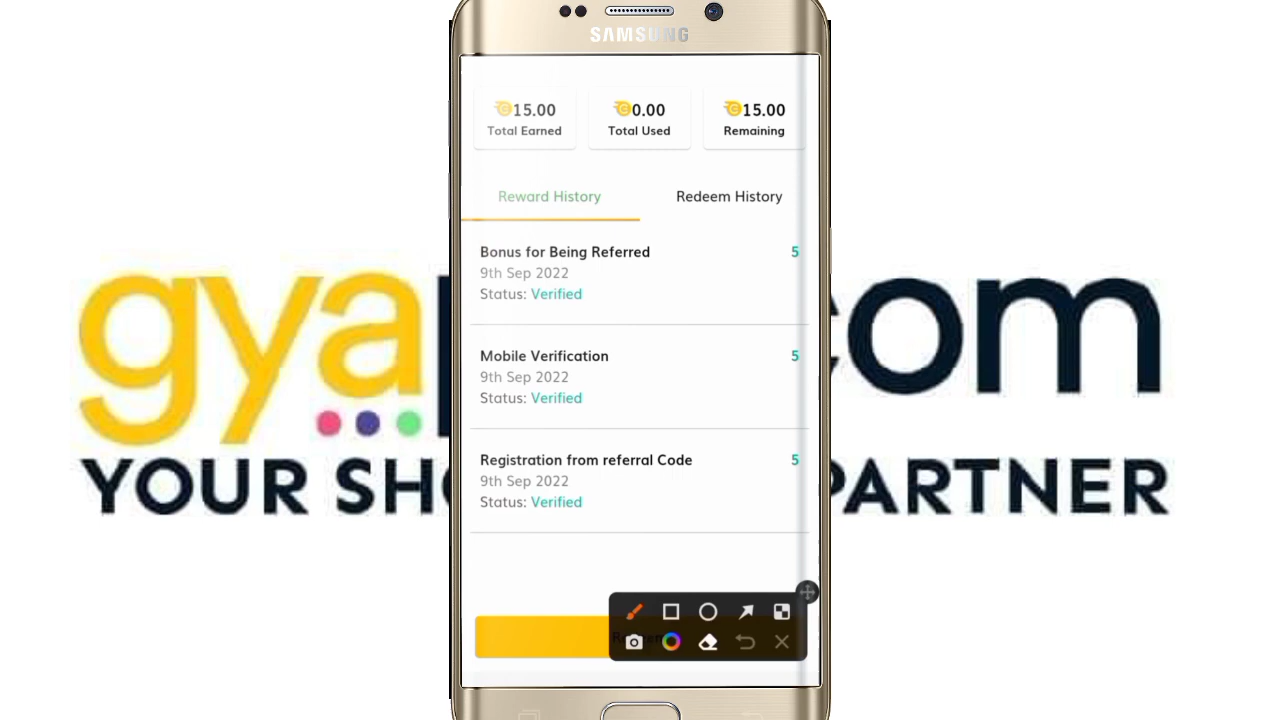 SAMSUNG
15.00
0.00
15.00
Total Earned
Total Used
Remaining
Reward History
Redeem History
Bonus for Being Referred 5
9th Sep 2022
Status: Verified
Mobile Verification 5
9th Sep 2022
Status: Verified
Registration from referral Code 5
9th Sep 2022
Status: Verified
gya
com
YOUR SH
PARTNER